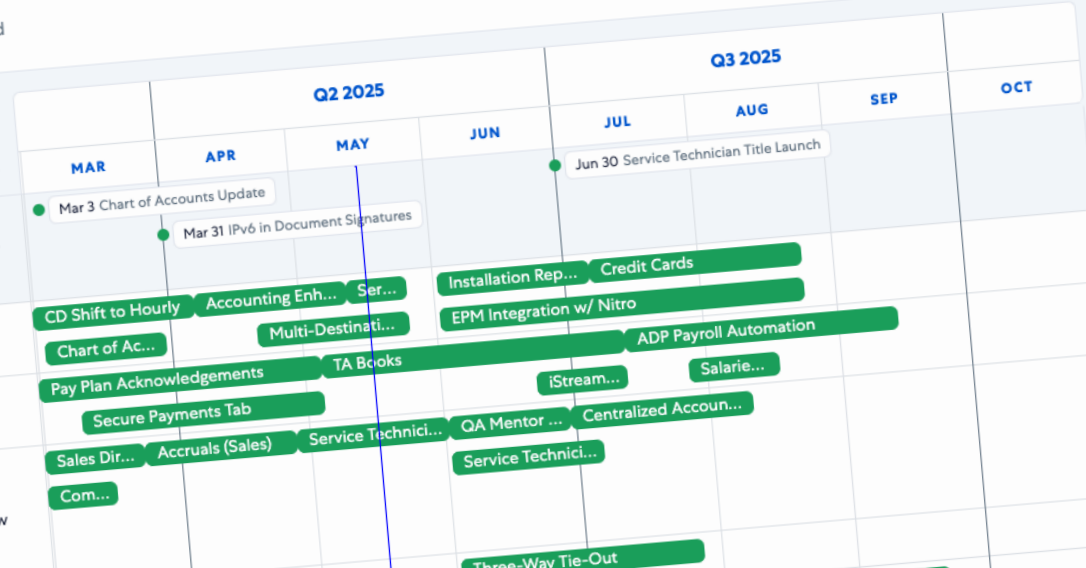 d
Q2 2025
Q3 2025
MAR
APR
MAY
JUN
JUL
AUG
SEP
OCT
Mar 3 Chart of Accounts Update
Mar 31 IPv6 in Document Signatures
Jun 30 Service Technician Title Launch
CD Shift to Hourly
Accounting Enh...
Ser...
Installation Rep...
Credit Cards
Chart of Ac...
Multi-Destinati...
EPM Integration w/ Nitro
Pay Plan Acknowledgements
TA Books
ADP Payroll Automation
Secure Payments Tab
iStream...
Salarie...
Sales Dir...
Accruals (Sales)
Service Technici...
QA Mentor ...
Centralized Accoun...
Com...
Service Technici...
w
Three-Way Tie-Out